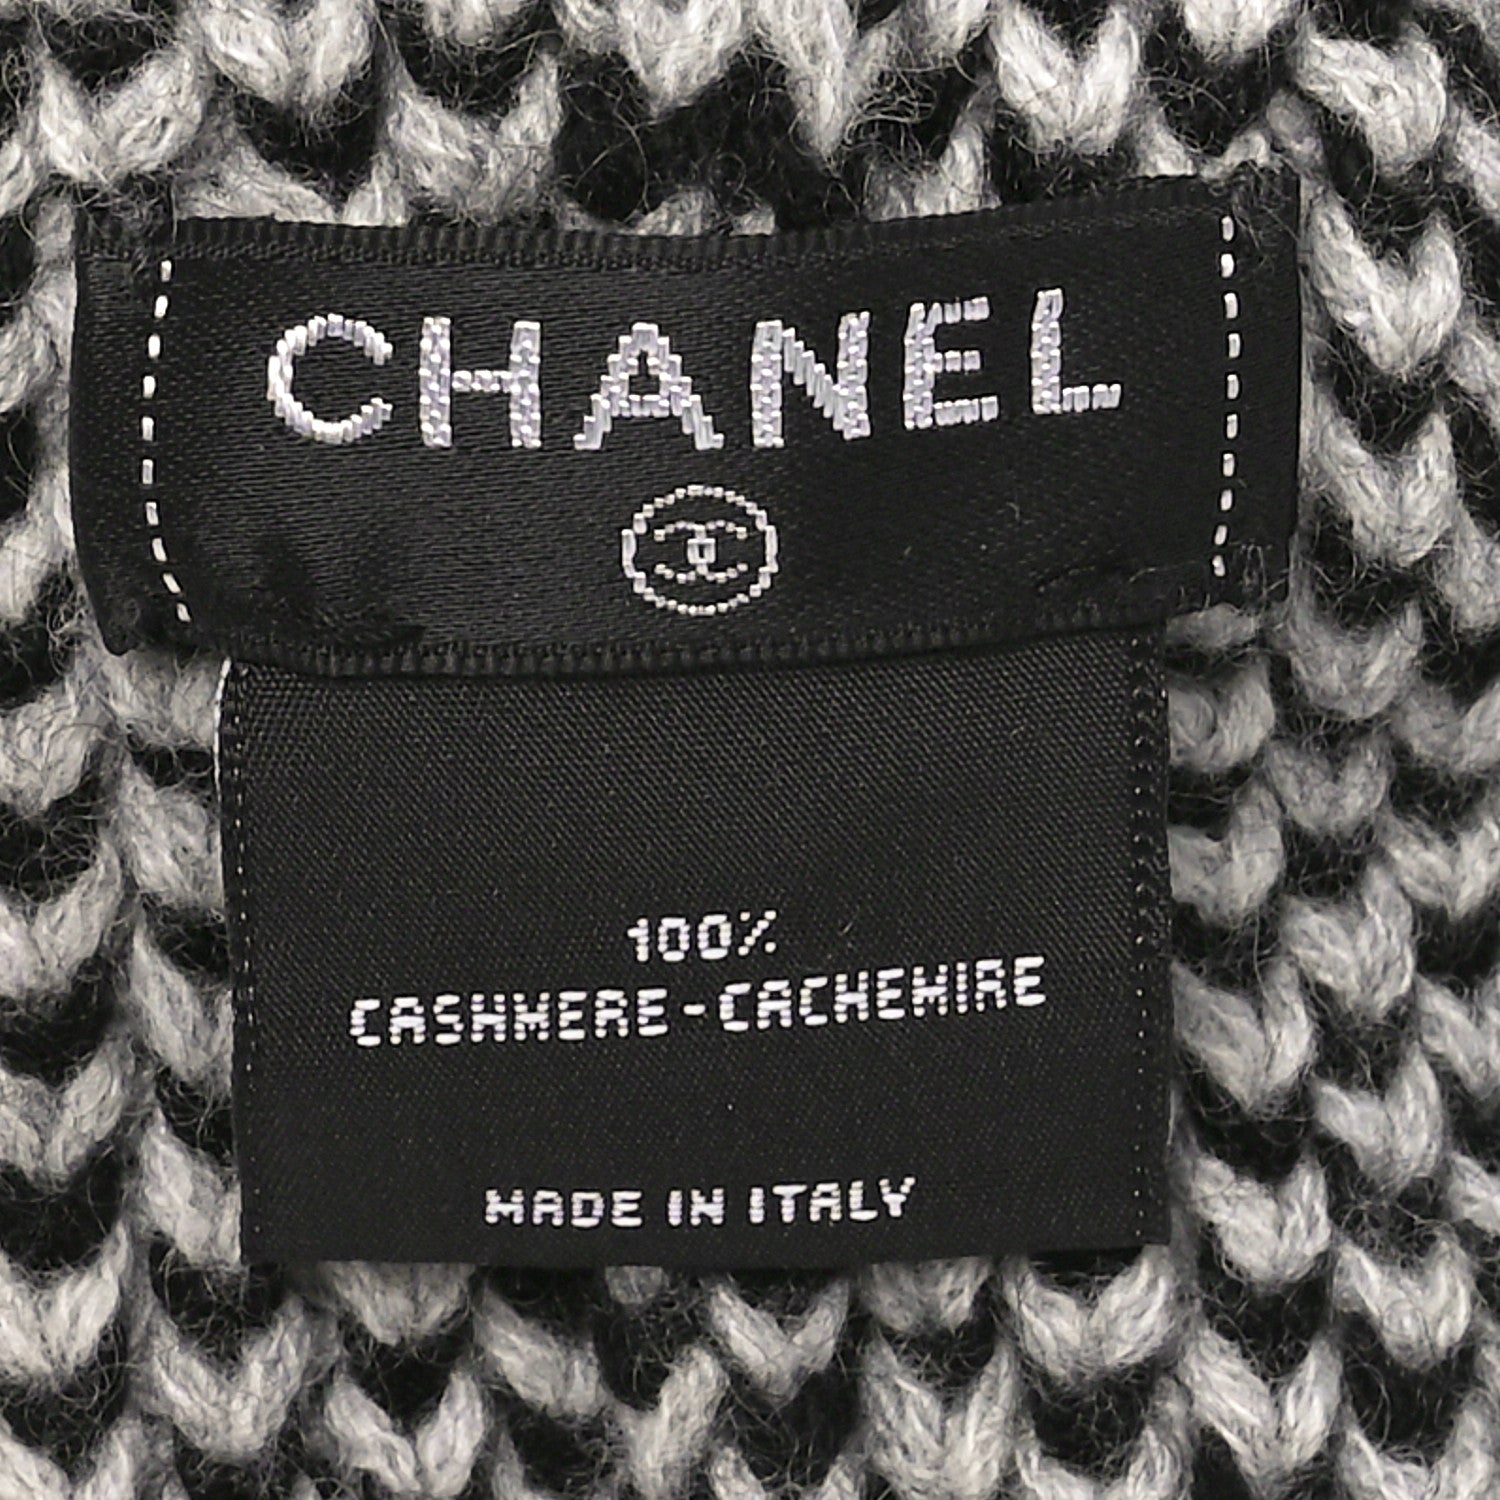 CHANEL
100%
CASHMERE-CACHEMIRE
MADE IN ITALY